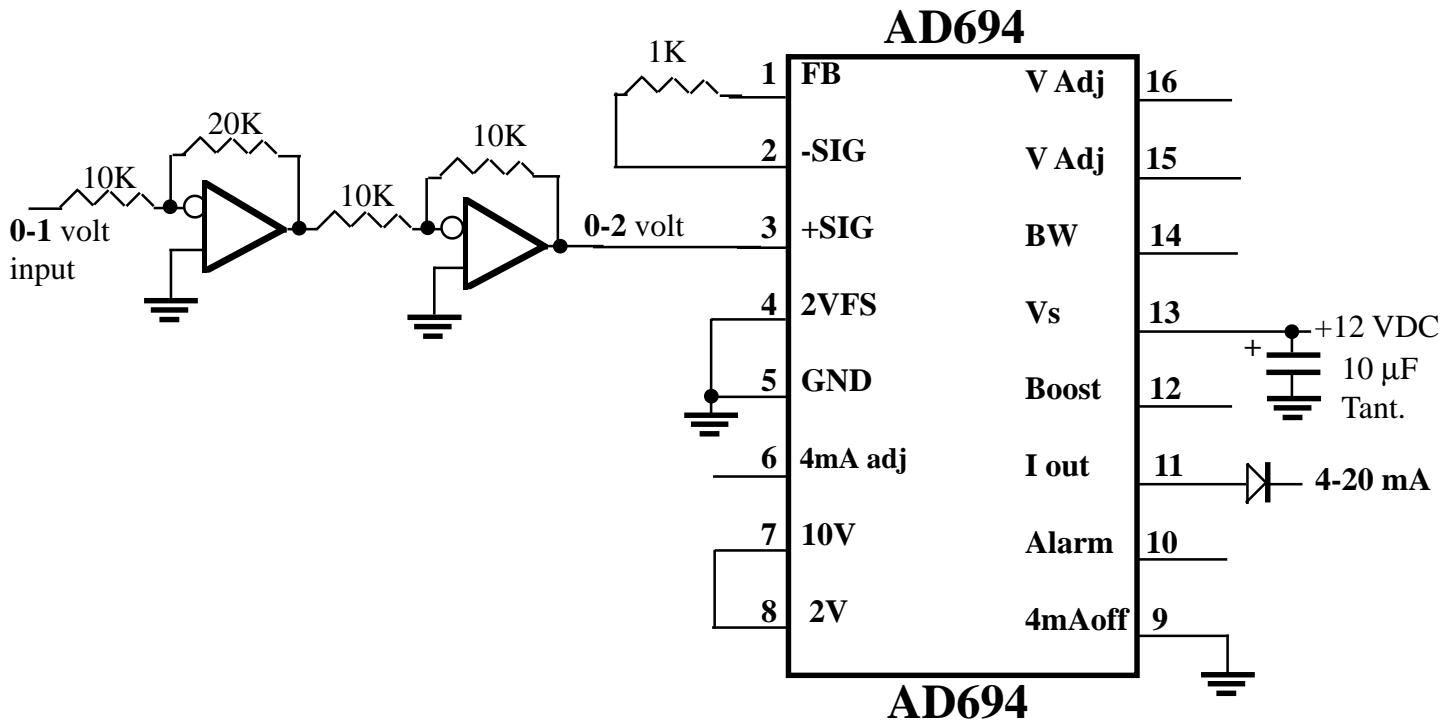 AD694
1K
1 FB
V Adj 16
20K
10K
2 -SIG
V Adj 15
10K
10K
0-1 volt
input
0-2 volt
3 +SIG
BW 14
4 2VFS
Vs 13
+12 VDC
+
10 μF
Tant.
5 GND
Boost 12
6 4mA adj
I out 11
4-20 mA
7 10V
Alarm 10
8 2V
4mAoff 9
AD694